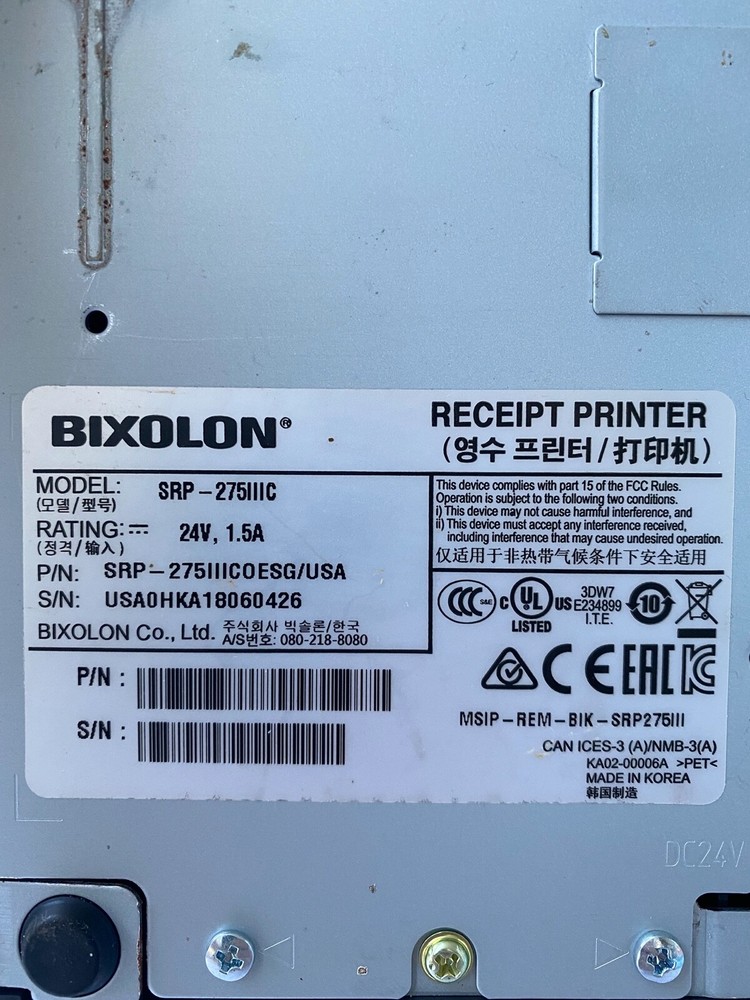 BIXOLON®
RECEIPT PRINTER
(영수 프린터/打印机)
MODEL: SRP-275IIIC
(모델/型号)
RATING: ⎓ 24V, 1.5A
(정격/输入)
P/N: SRP-275IIICOESG/USA
S/N: USA0HKA18060426
BIXOLON Co., Ltd. 주식회사 빅솔론/한국
A/S번호: 080-218-8080
This device complies with part 15 of the FCC Rules.
Operation is subject to the following two conditions.
i) This device may not cause harmful interference, and
ii) This device must accept any interference received,
including interference that may cause undesired operation.
仅适用于非热带气候条件下安全适用
CCC S&E C UL US LISTED 3DW7 E234899 I.T.E. 10
CE EAC KC
P/N :
S/N :
MSIP-REM-BIK-SRP275III
CAN ICES-3 (A)/NMB-3(A)
KA02-00006A >PET<
MADE IN KOREA
韩国制造
DC24V